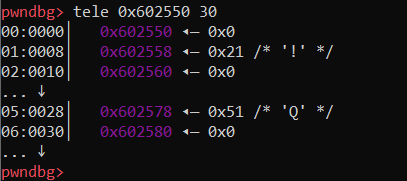 pwndbg> tele 0x602550 30
00:0000│   0x602550 ◂— 0x0
01:0008│   0x602558 ◂— 0x21 /* '!' */
02:0010│   0x602560 ◂— 0x0
... ↓
05:0028│   0x602578 ◂— 0x51 /* 'Q' */
06:0030│   0x602580 ◂— 0x0
... ↓
pwndbg>